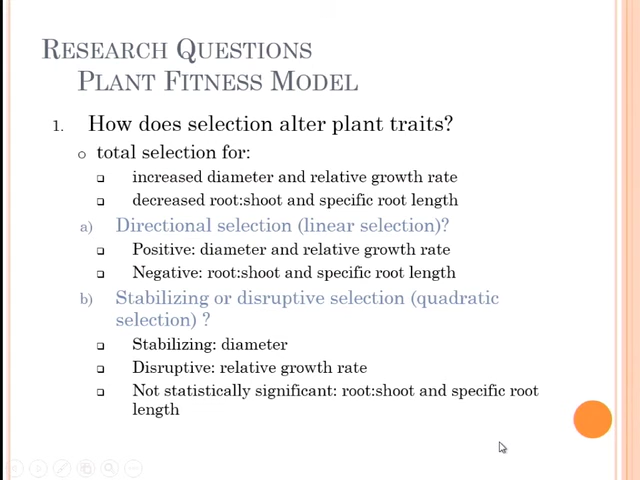 RESEARCH QUESTIONS
PLANT FITNESS MODEL
1. How does selection alter plant traits?
total selection for:
increased diameter and relative growth rate
decreased root:shoot and specific root length
a) Directional selection (linear selection)?
Positive: diameter and relative growth rate
Negative: root:shoot and specific root length
b) Stabilizing or disruptive selection (quadratic
selection) ?
Stabilizing: diameter
Disruptive: relative growth rate
Not statistically significant: root:shoot and specific root
length